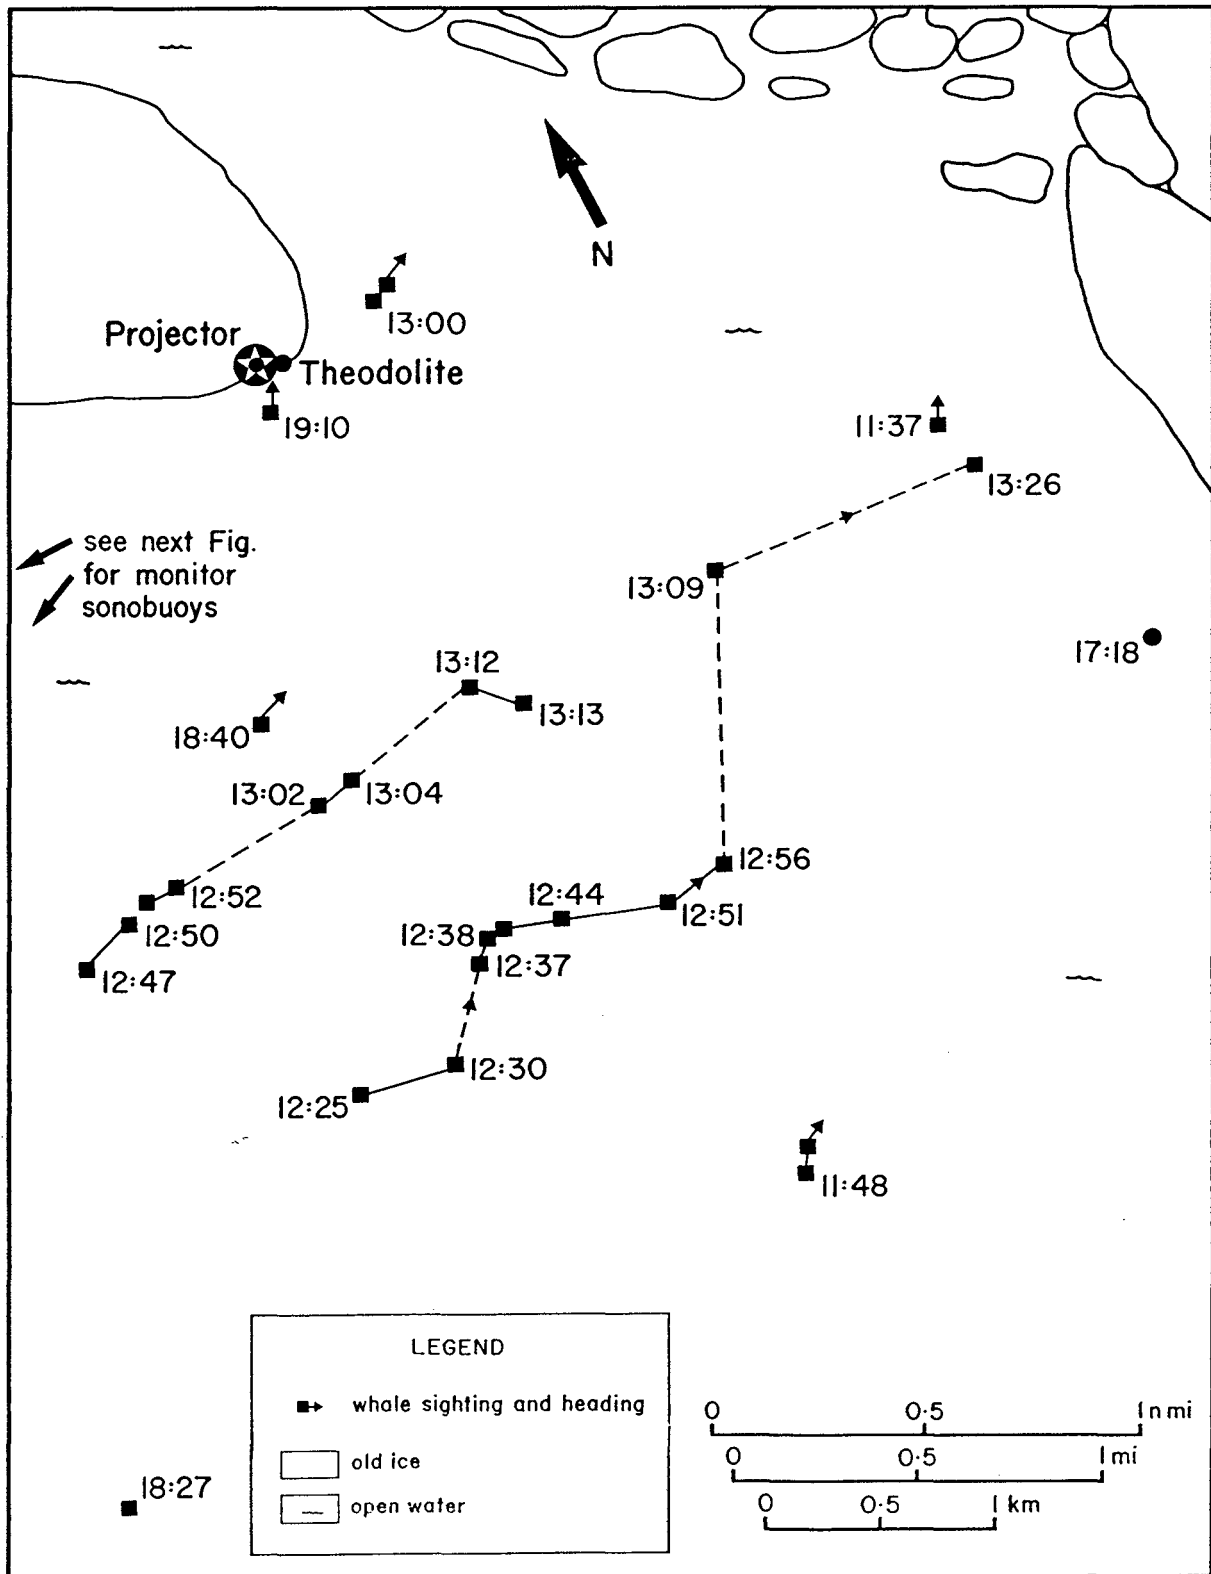 N
13:00
Projector
Theodolite
19:10
11:37
13:26
see next Fig.
for monitor
sonobuoys
13:09
17:18
13:12
13:13
18:40
13:02
13:04
12:56
12:52
12:44
12:51
12:50
12:38
12:37
12:47
12:30
12:25
11:48
LEGEND
whale sighting and heading
old ice
open water
0 0·5 1 n mi
0 0·5 1 mi
0 0·5 1 km
18:27